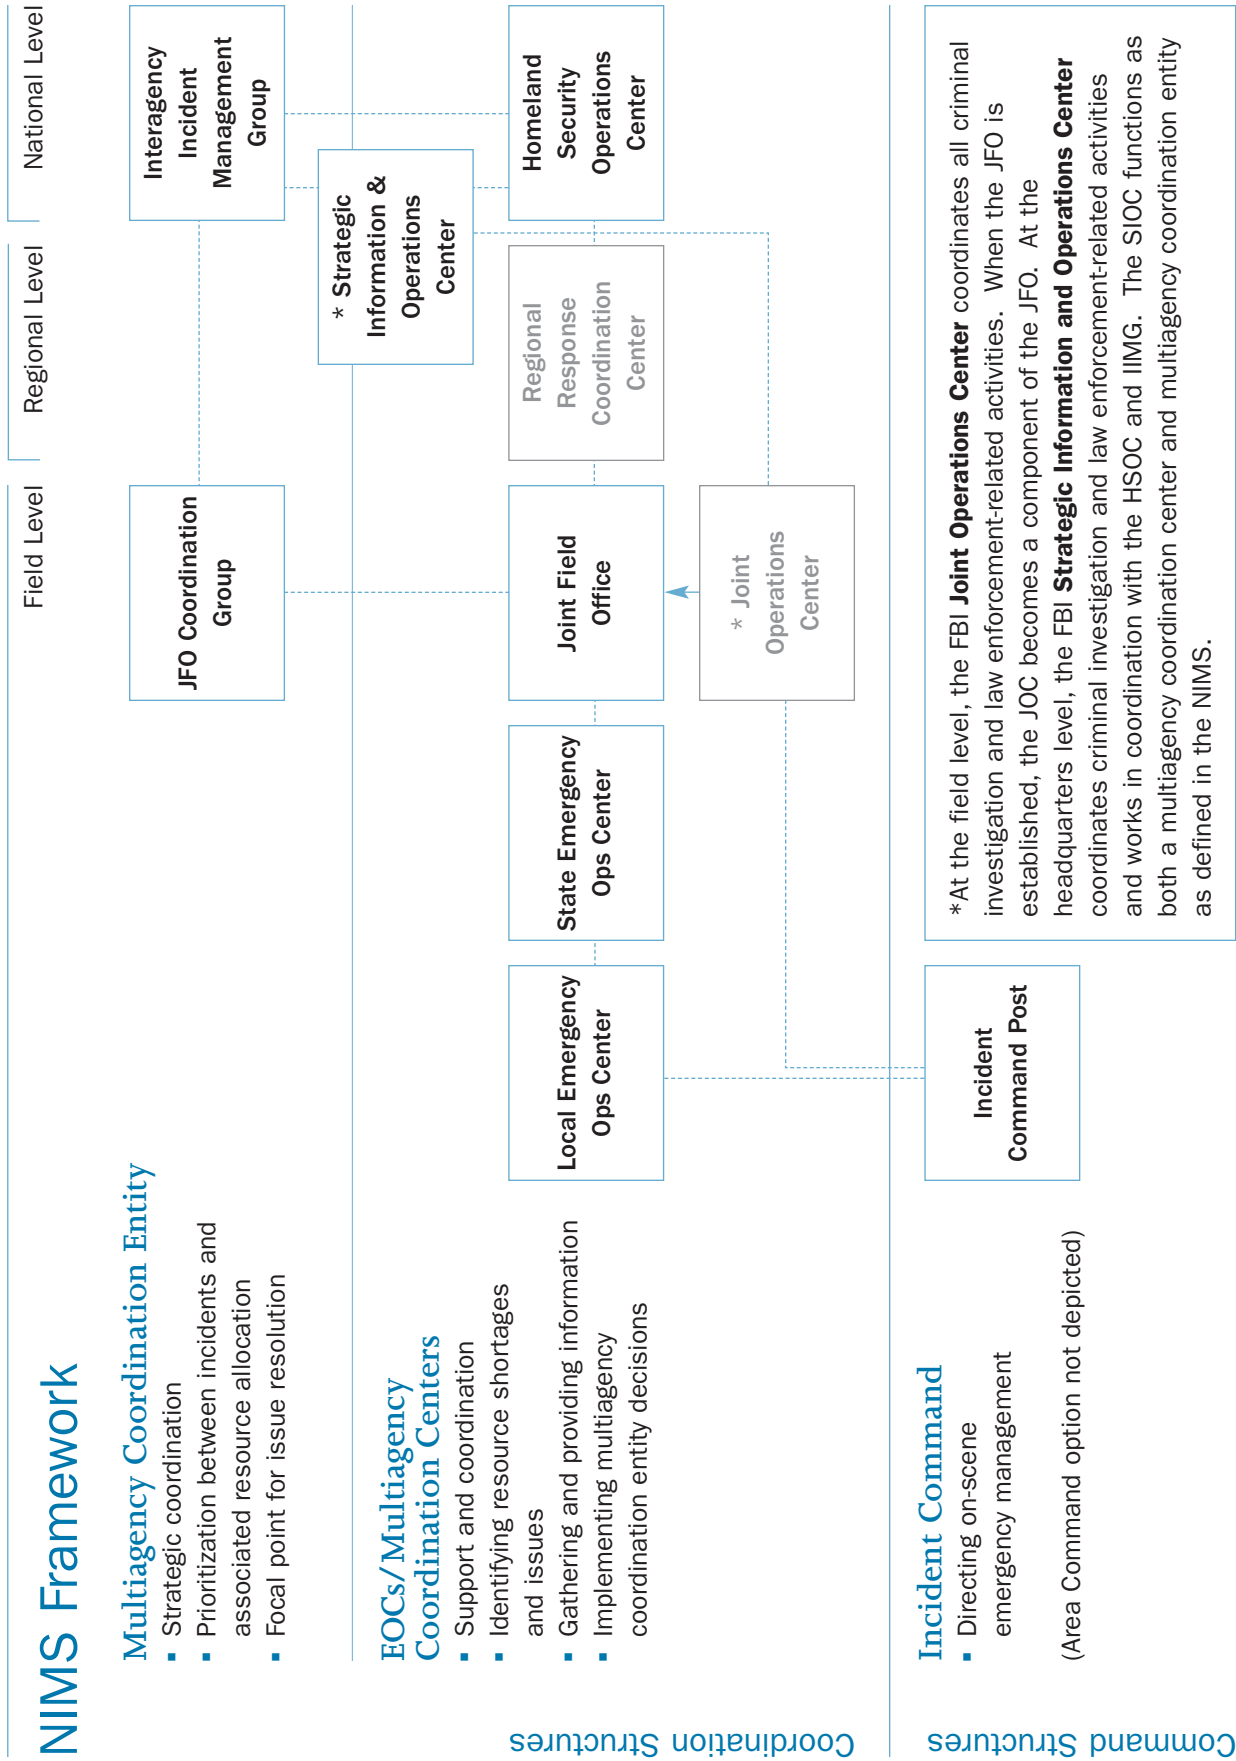 NIMS Framework
Field Level
Regional Level
National Level
Coordination Structures
Multiagency Coordination Entity
▪ Strategic coordination
▪ Prioritization between incidents and
associated resource allocation
▪ Focal point for issue resolution
JFO Coordination
Group
Interagency
Incident
Management
Group
EOCs/Multiagency
Coordination Centers
▪ Support and coordination
▪ Identifying resource shortages
and issues
▪ Gathering and providing information
▪ Implementing multiagency
coordination entity decisions
* Strategic
Information &
Operations
Center
Local Emergency
Ops Center
State Emergency
Ops Center
Joint Field
Office
Regional
Response
Coordination
Center
Homeland
Security
Operations
Center
* Joint
Operations
Center
Command Structures
Incident Command
▪ Directing on-scene
emergency management
(Area Command option not depicted)
Incident
Command Post
*At the field level, the FBI Joint Operations Center coordinates all criminal
investigation and law enforcement-related activities. When the JFO is
established, the JOC becomes a component of the JFO. At the
headquarters level, the FBI Strategic Information and Operations Center
coordinates criminal investigation and law enforcement-related activities
and works in coordination with the HSOC and IIMG. The SIOC functions as
both a multiagency coordination center and multiagency coordination entity
as defined in the NIMS.